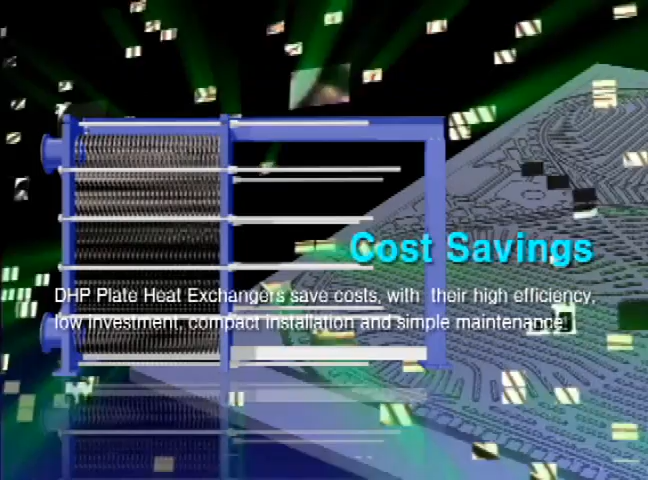 Cost Savings
DHP Plate Heat Exchangers save costs, with their high efficiency,
low investment, compact installation and simple maintenance!